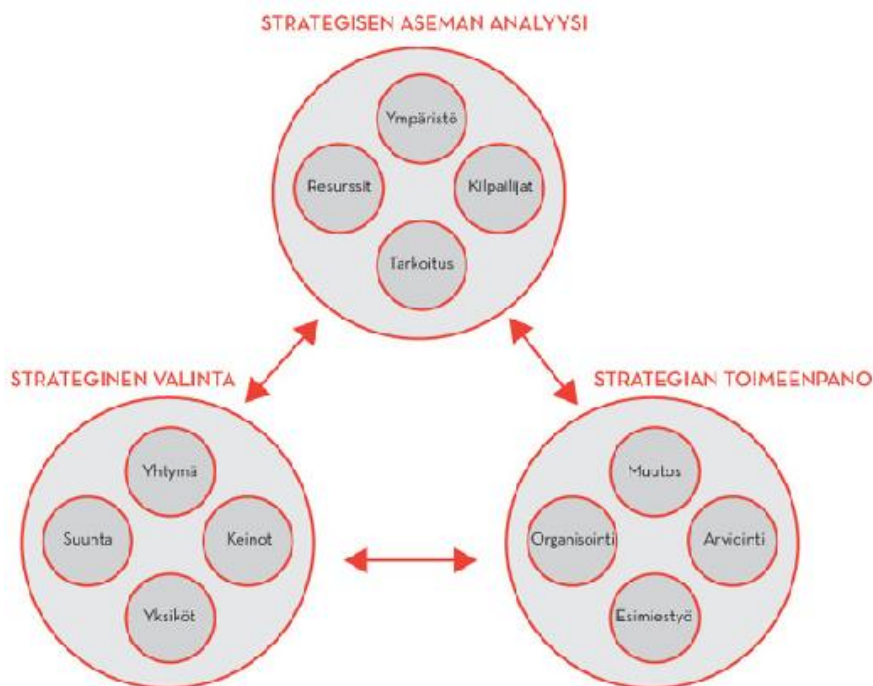 STRATEGISEN ASEMAN ANALYYSI
Ympäristö
Resurssit
Kilpailijat
Tarkoitus
STRATEGINEN VALINTA
STRATEGIAN TOIMEENPANO
Yhtymä
Suunta
Keinot
Yksiköt
Muutos
Organisointi
Arviointi
Esimiestyö